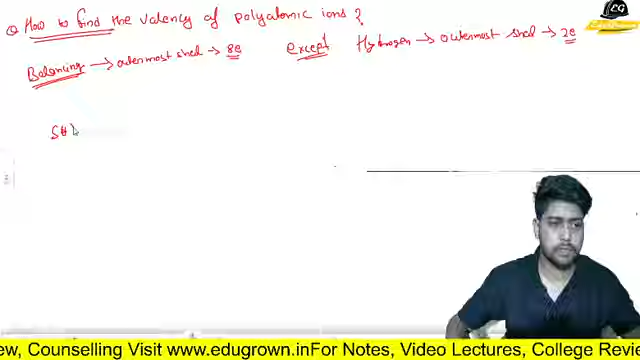 Q How to find the valency of polyatomic ions ?
Balancing → outermost shell → 8e except Hydrogen → outermost shell → 2e
SH
CG
ew, Counselling Visit www.edugrown.inFor Notes, Video Lectures, College Revie